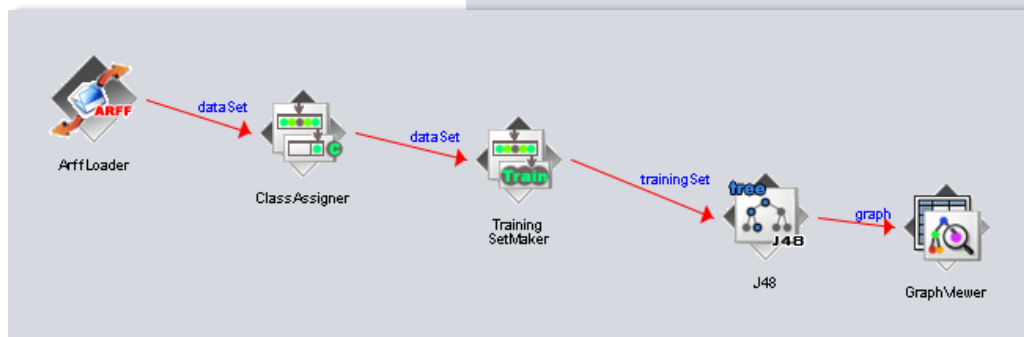 ARFF
ArffLoader
dataSet
C
ClassAssigner
dataSet
Train
Training
SetMaker
trainingSet
tree
J48
J48
graph
GraphViewer